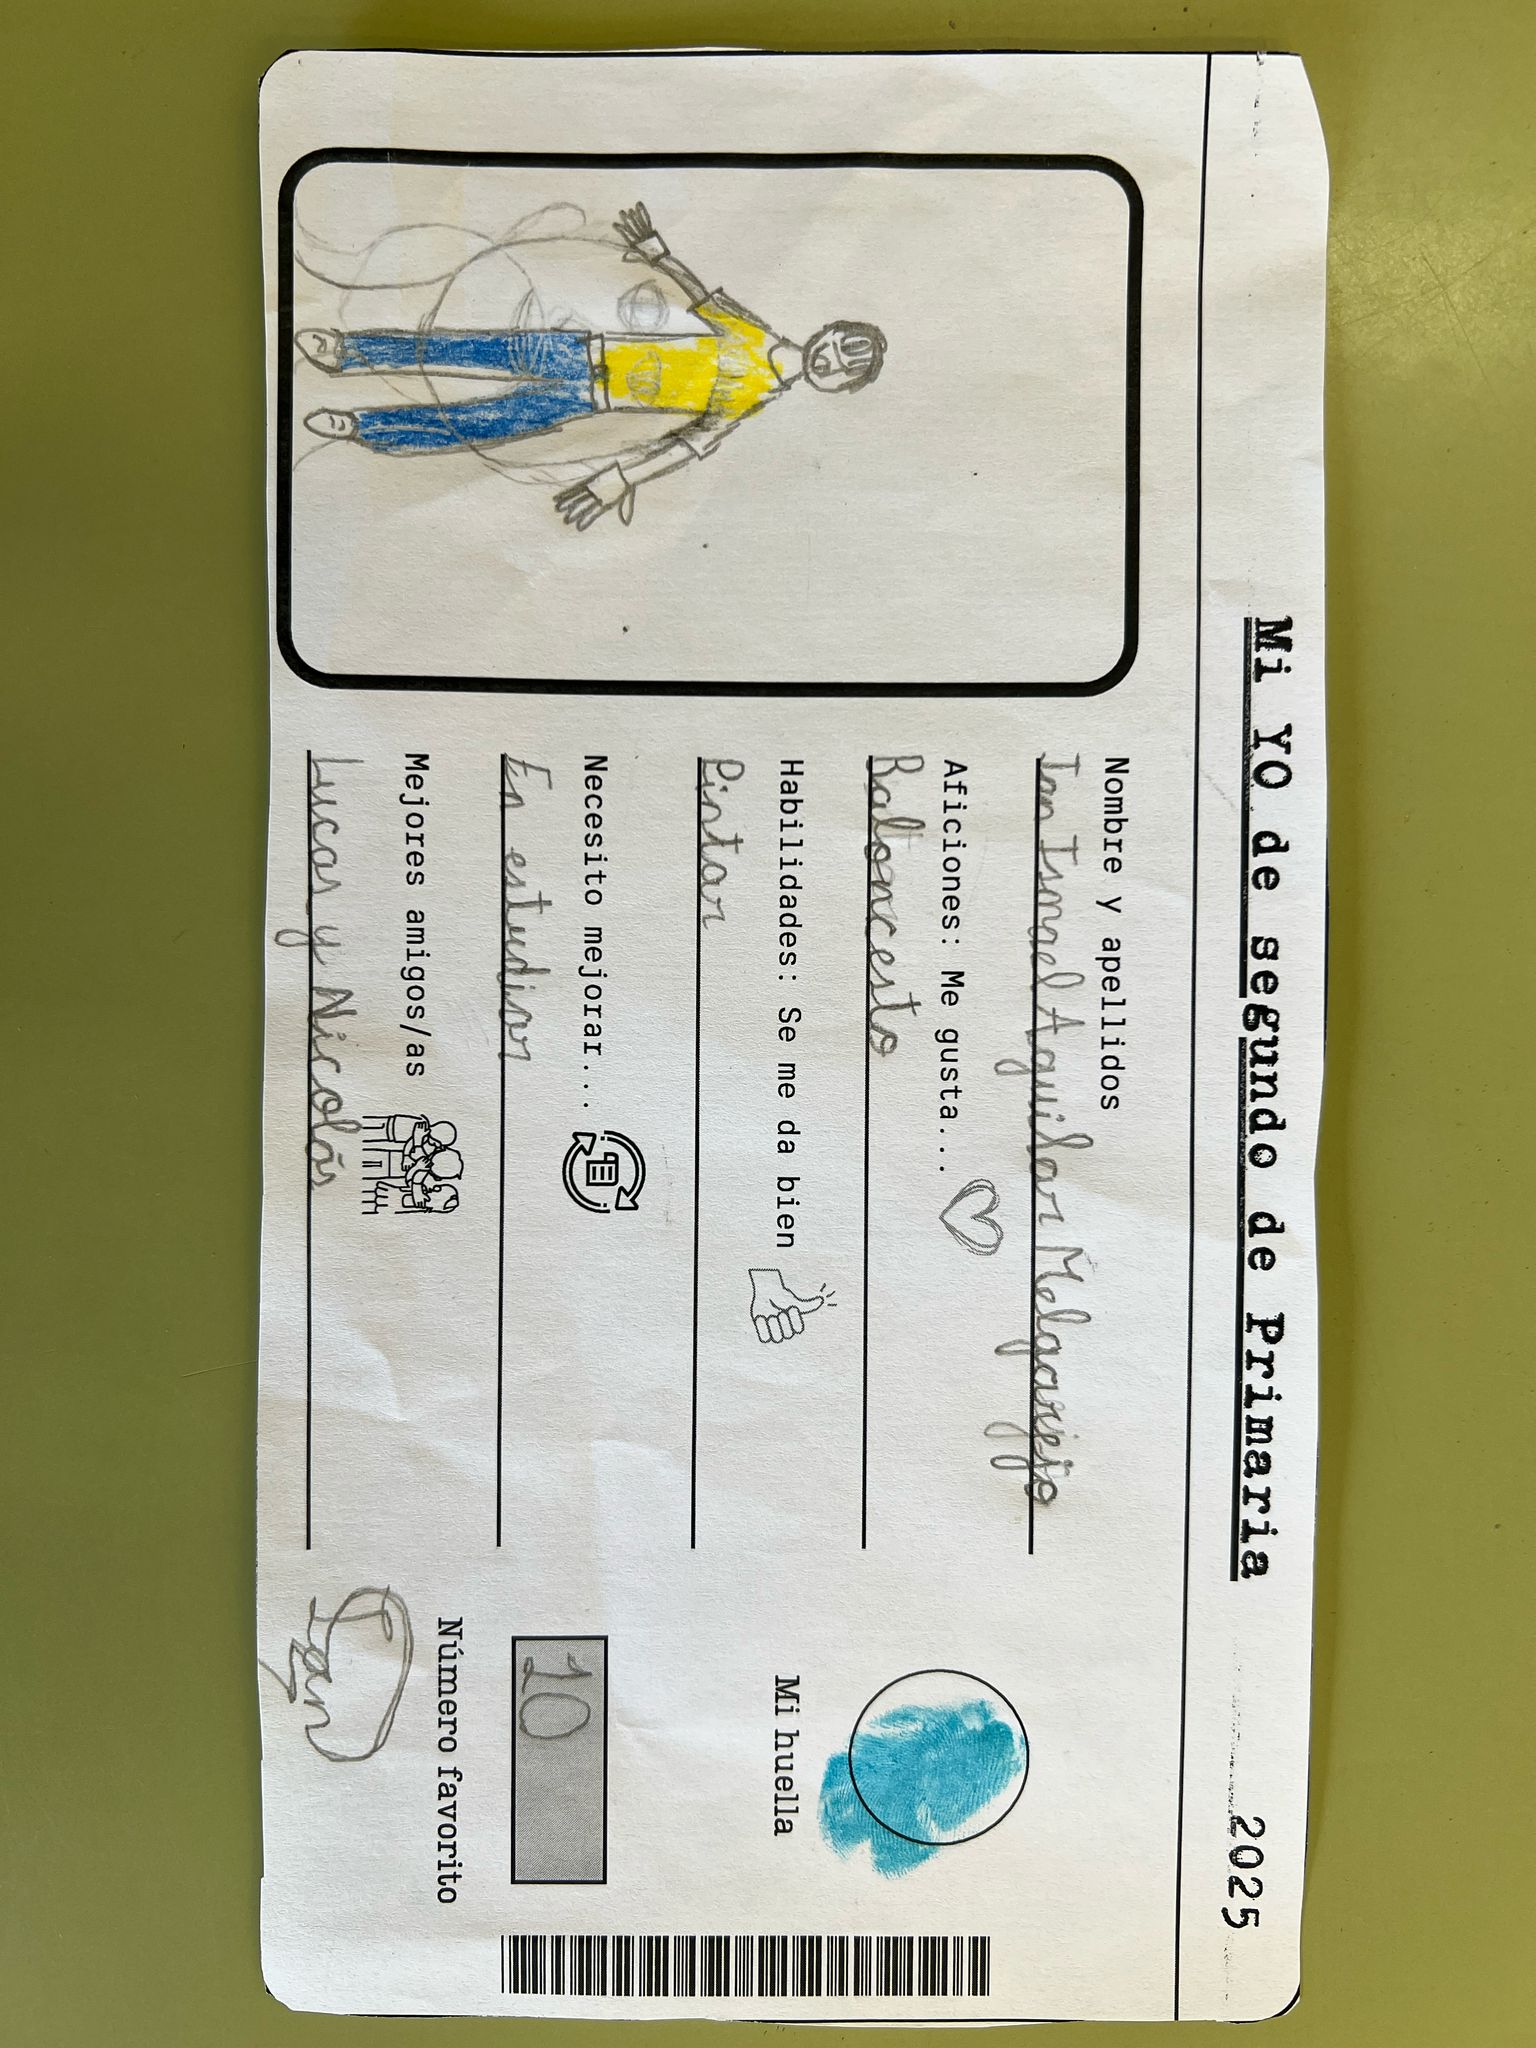 Mi YO de segundo de Primaria
2025
Nombre y apellidos
Ian Ismael Aguilar Melgarejo
Aficiones: Me gusta...
Baloncesto
Habilidades: Se me da bien
Pintar
Necesito mejorar...
En estudiar
Mejores amigos/as
Lucas y Nicolás
Mi huella
10
Número favorito
Ian